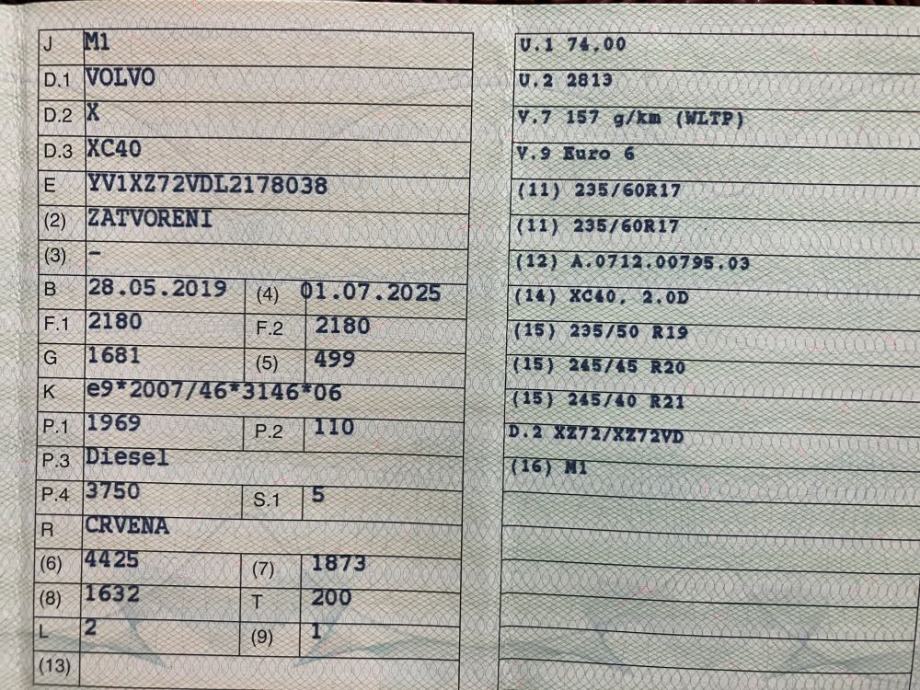 J M1
D.1 VOLVO
D.2 X
D.3 XC40
E YV1XZ72VDL2178038
(2) ZATVORENI
(3) –
B 28.05.2019 (4) 01.07.2025
F.1 2180 F.2 2180
G 1681 (5) 499
K e9*2007/46*3146*06
P.1 1969 P.2 110
P.3 Diesel
P.4 3750 S.1 5
R CRVENA
(6) 4425 (7) 1873
(8) 1632 T 200
L 2 (9) 1
(13)
U.1 74.00
U.2 2813
V.7 157 g/km (WLTP)
V.9 Euro 6
(11) 235/60R17
(11) 235/60R17
(12) A.0712.00795.03
(14) XC40, 2.0D
(15) 235/50 R19
(15) 245/45 R20
(15) 245/40 R21
D.2 XZ72/XZ72VD
(16) M1